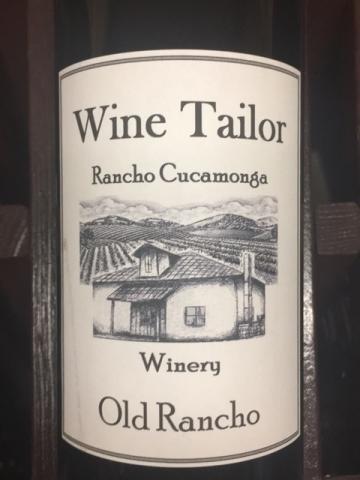 Wine Tailor
Rancho Cucamonga
Winery
Old Rancho